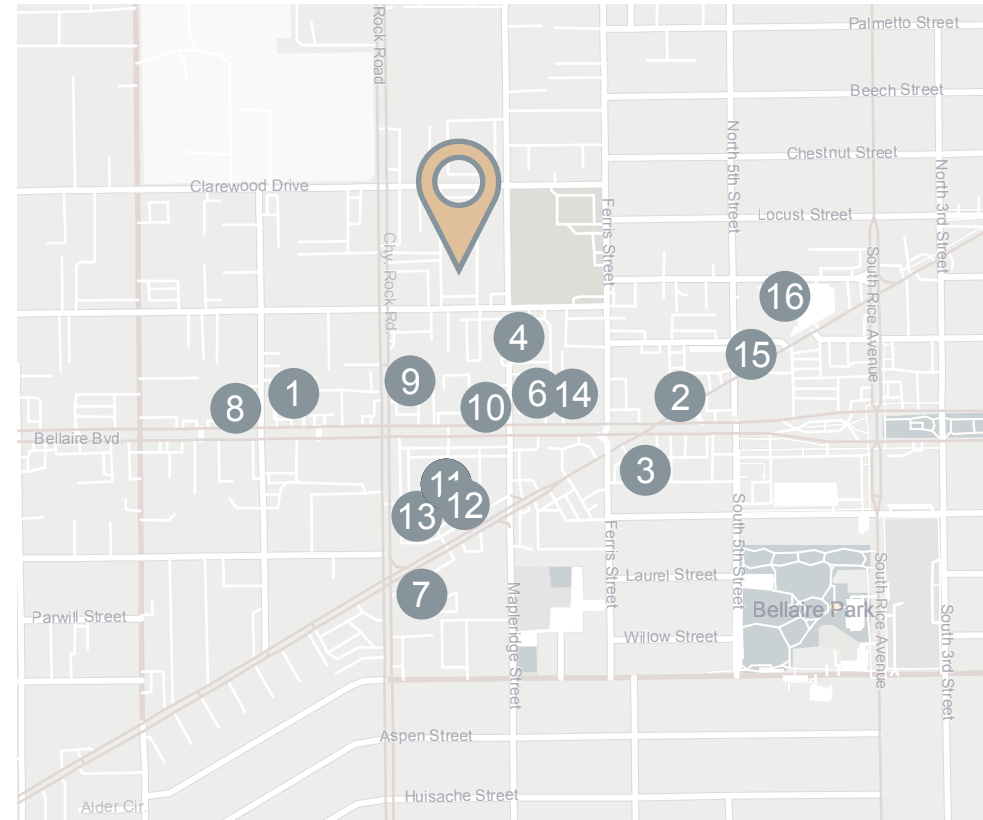 Palmetto Street
Rock Road
Beech Street
North 5th Street
Chestnut Street
North 3rd Street
Clarewood Drive
Ferris Street
Locust Street
Chy. Rock Rd.
South Rice Avenue
16
4
15
9
1
6
14
2
10
8
Bellaire Blvd.
3
11
12
13
South 5th Street
Ferris Street
7
Laurel Street
South Rice Avenue
Mapleridge Street
Bellaire Park
South 3rd Street
Parwill Street
Willow Street
Aspen Street
Huisache Street
Alder Cir.